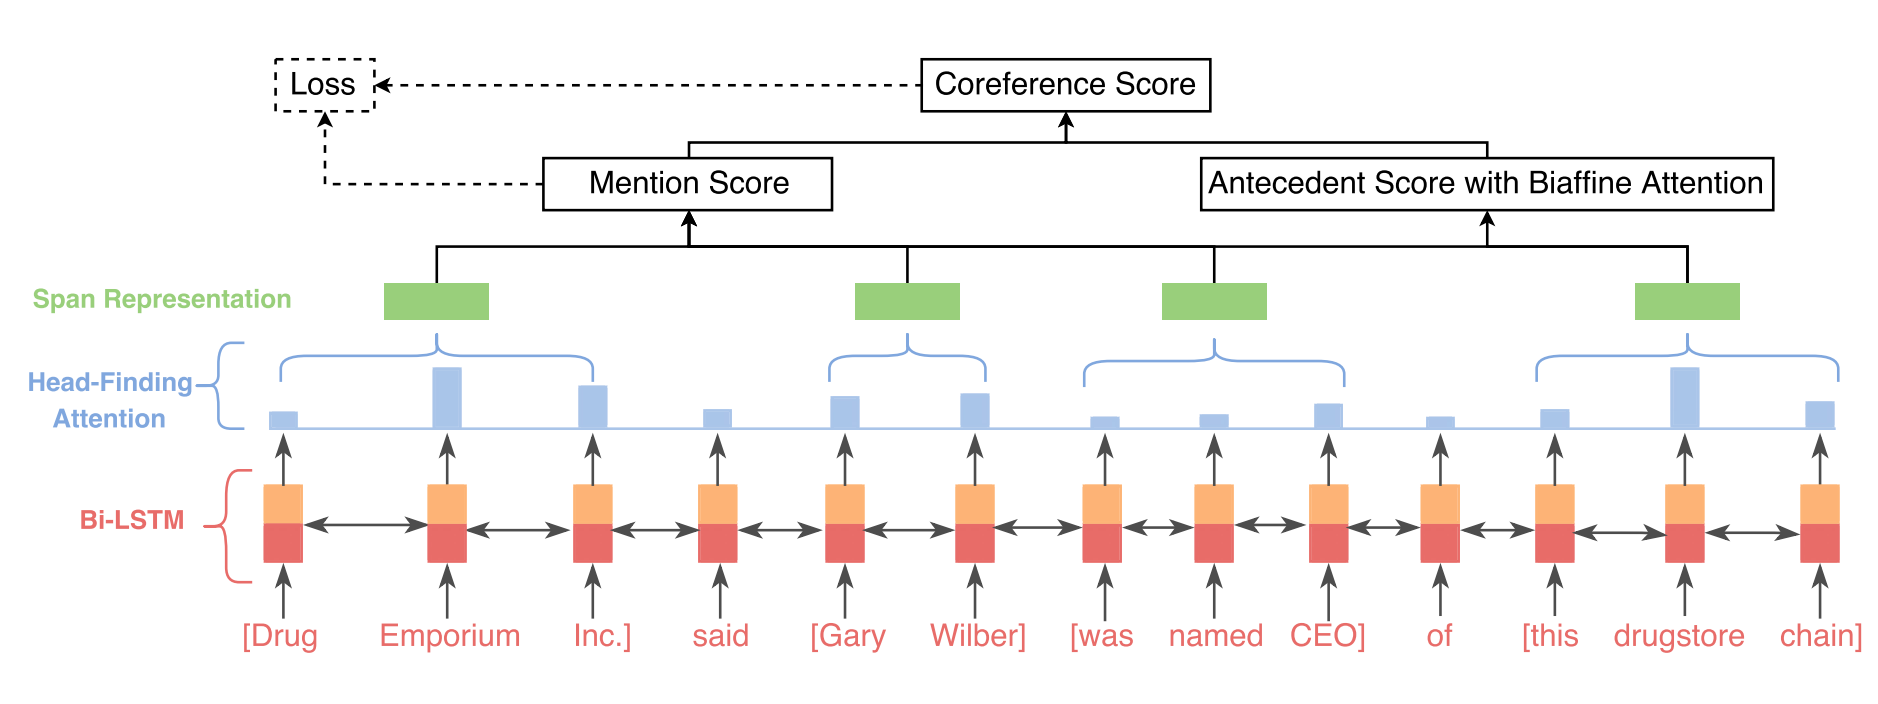 Loss
Coreference Score
Mention Score
Antecedent Score with Biaffine Attention
Span Representation
Head-Finding
Attention
Bi-LSTM
[Drug Emporium Inc.] said [Gary Wilber] [was named CEO] of [this drugstore chain]